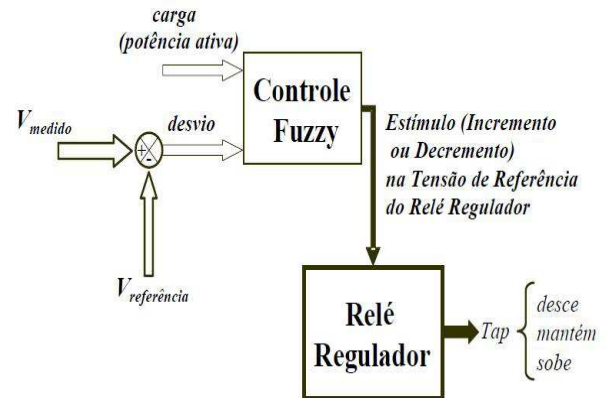 carga
(potência ativa)
Controle
Fuzzy
V medido
desvio
+
-
V referência
Estímulo (Incremento
ou Decremento)
na Tensão de Referência
do Relé Regulador
Relé
Regulador
Tap
desce
mantém
sobe